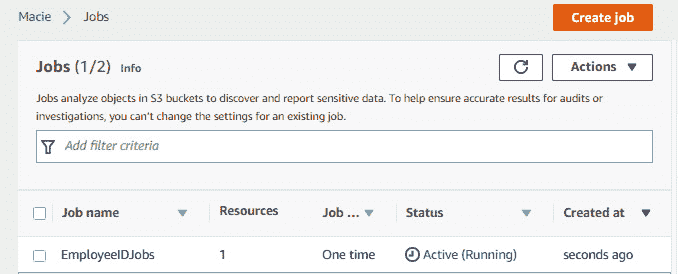 Macie > Jobs Create job
Jobs (1/2) Info Actions
Jobs analyze objects in S3 buckets to discover and report sensitive data. To help ensure accurate results for audits or
investigations, you can't change the settings for an existing job.
Add filter criteria
Job name Resources Job ... Status Created at
EmployeeIDJobs 1 One time Active (Running) seconds ago